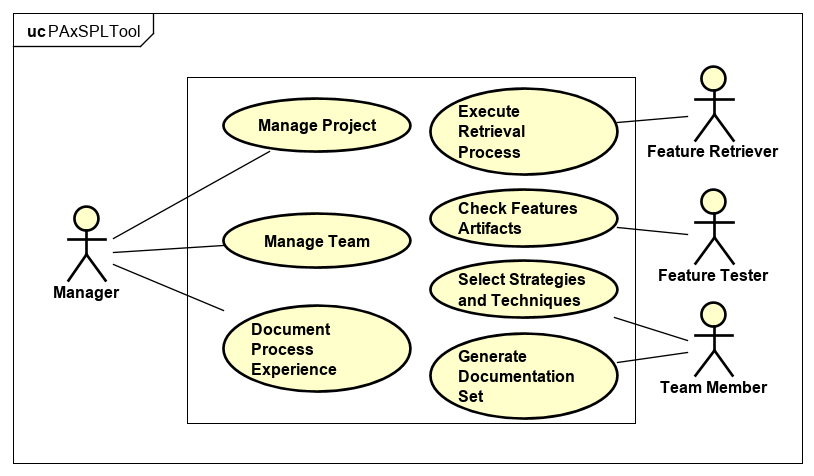 uc PAxSPLTool
Manage Project
Execute
Retrieval
Process
Feature Retriever
Manage Team
Check Features
Artifacts
Feature Tester
Manager
Select Strategies
and Techniques
Document
Process
Experience
Generate
Documentation
Set
Team Member